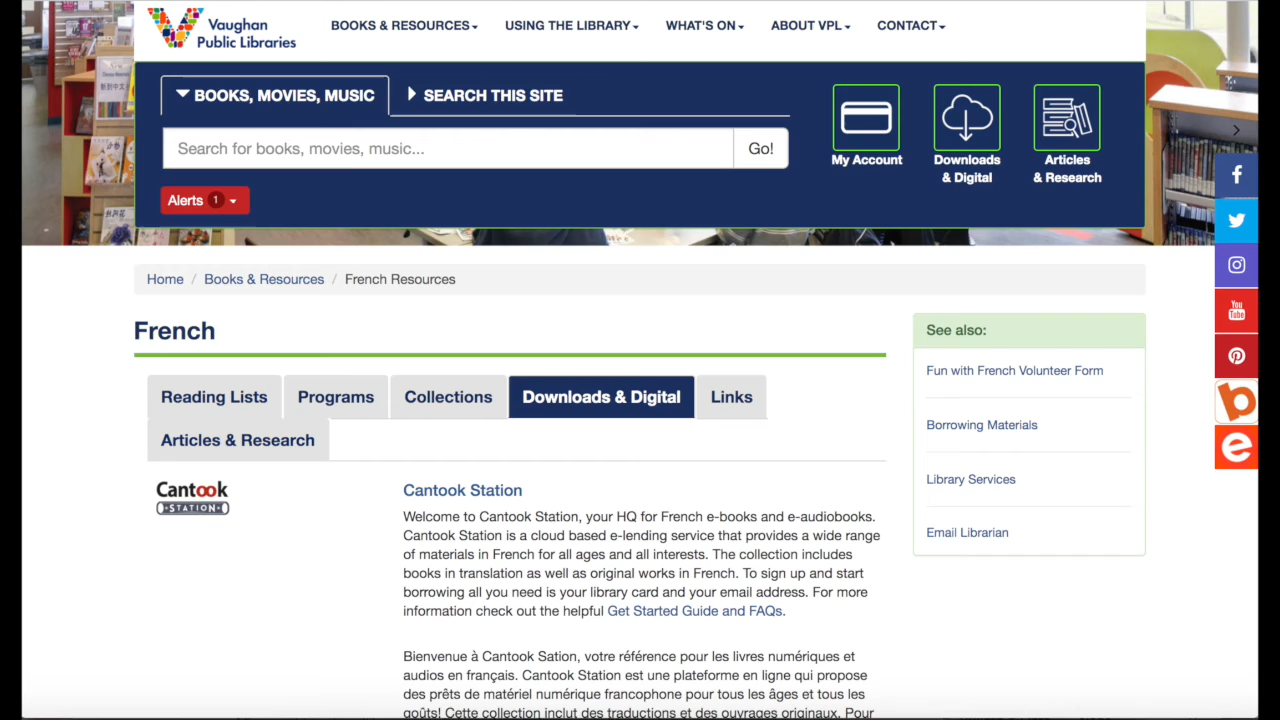 Vaughan
Public Libraries
BOOKS & RESOURCES
USING THE LIBRARY
WHAT'S ON
ABOUT VPL
CONTACT
BOOKS, MOVIES, MUSIC
SEARCH THIS SITE
Search for books, movies, music...
Go!
My Account
Downloads
& Digital
Articles
& Research
Alerts 1
Home / Books & Resources / French Resources
French
See also:
Fun with French Volunteer Form
Borrowing Materials
Library Services
Email Librarian
Reading Lists
Programs
Collections
Downloads & Digital
Links
Articles & Research
Cantook
STATION
Cantook Station
Welcome to Cantook Station, your HQ for French e-books and e-audiobooks.
Cantook Station is a cloud based e-lending service that provides a wide range
of materials in French for all ages and all interests. The collection includes
books in translation as well as original works in French. To sign up and start
borrowing all you need is your library card and your email address. For more
information check out the helpful Get Started Guide and FAQs.
Bienvenue à Cantook Sation, votre référence pour les livres numériques et
audios en français. Cantook Station est une plateforme en ligne qui propose
des prêts de matériel numérique francophone pour tous les âges et tous les
goûts! Cette collection inclut des traductions et des ouvrages originaux. Pour
You
Tube